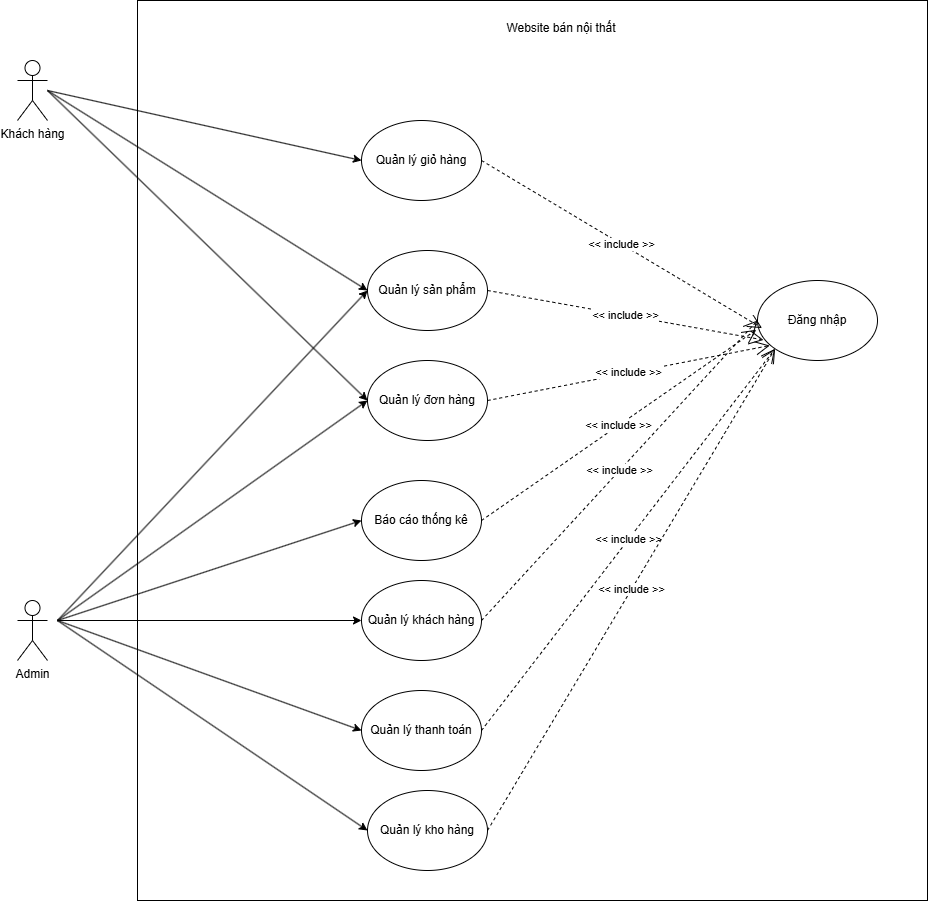 Website bán nội thất
Khách hàng
Quản lý giỏ hàng
<< include >>
Quản lý sản phẩm
<< include >>
Đăng nhập
Quản lý đơn hàng
<< include >>
<< include >>
<< include >>
Báo cáo thống kê
<< include >>
<< include >>
Quản lý khách hàng
Admin
Quản lý thanh toán
Quản lý kho hàng